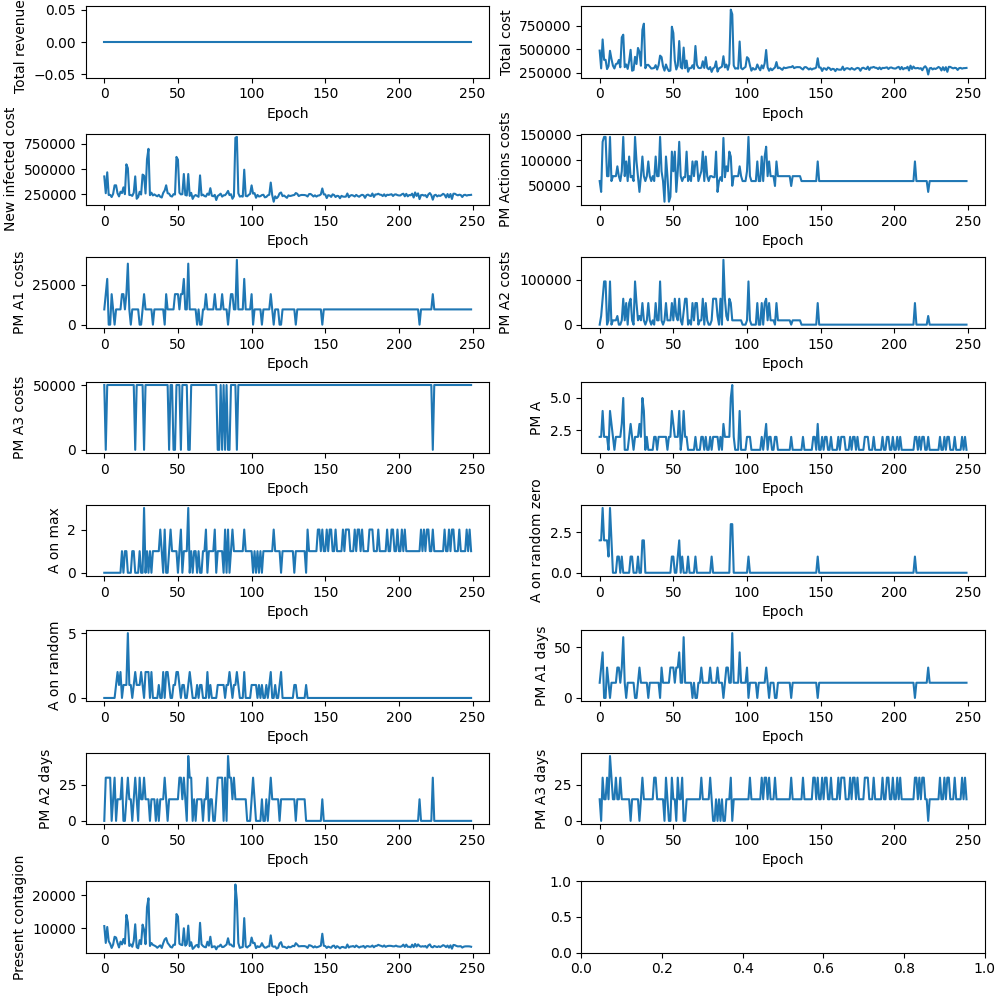 Total revenue
0.05
0.00
−0.05
0 50 100 150 200 250
Epoch
Total cost
750000
500000
250000
0 50 100 150 200 250
Epoch
New infected cost
750000
500000
250000
0 50 100 150 200 250
Epoch
PM Actions costs
150000
100000
50000
0 50 100 150 200 250
Epoch
PM A1 costs
25000
0
0 50 100 150 200 250
Epoch
PM A2 costs
100000
0
0 50 100 150 200 250
Epoch
PM A3 costs
50000
0
0 50 100 150 200 250
Epoch
PM A
5.0
2.5
0 50 100 150 200 250
Epoch
A on max
2
0
0 50 100 150 200 250
Epoch
A on random zero
2.5
0.0
0 50 100 150 200 250
Epoch
A on random
5
0
0 50 100 150 200 250
Epoch
PM A1 days
50
0
0 50 100 150 200 250
Epoch
PM A2 days
25
0
0 50 100 150 200 250
Epoch
PM A3 days
25
0
0 50 100 150 200 250
Epoch
Present contagion
20000
10000
0 50 100 150 200 250
Epoch
1.0
0.5
0.0
0.0 0.2 0.4 0.6 0.8 1.0